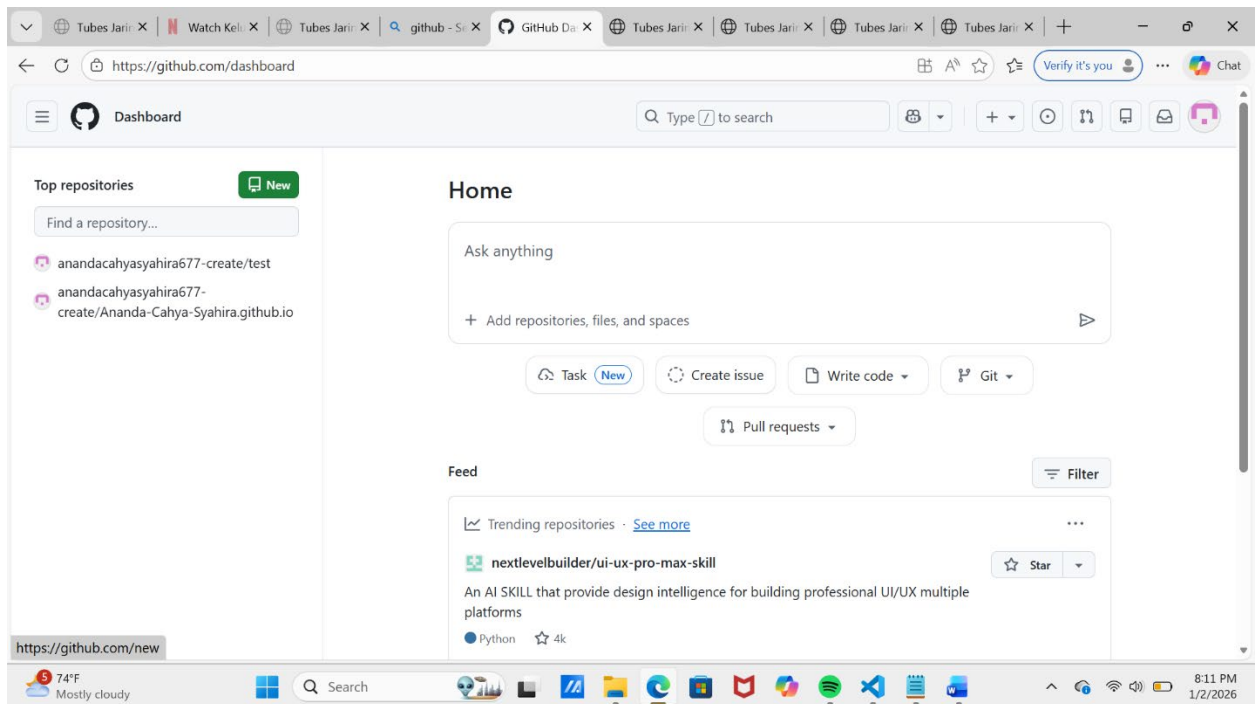 Tubes Jarin
Watch Kelu
Tubes Jarin
github - Se
GitHub Da
Tubes Jarin
Tubes Jarin
Tubes Jarin
Tubes Jarin
https://github.com/dashboard
Verify it's you
Chat
Dashboard
Type / to search
Top repositories
New
Find a repository...
anandacahyasyahira677-create/test
anandacahyasyahira677-
create/Ananda-Cahya-Syahira.github.io
Home
Ask anything
Add repositories, files, and spaces
Task New
Create issue
Write code
Git
Pull requests
Feed
Filter
Trending repositories · See more
nextlevelbuilder/ui-ux-pro-max-skill
Star
An AI SKILL that provide design intelligence for building professional UI/UX multiple
platforms
Python 4k
https://github.com/new
5
74°F
Mostly cloudy
Search
8:11 PM
1/2/2026